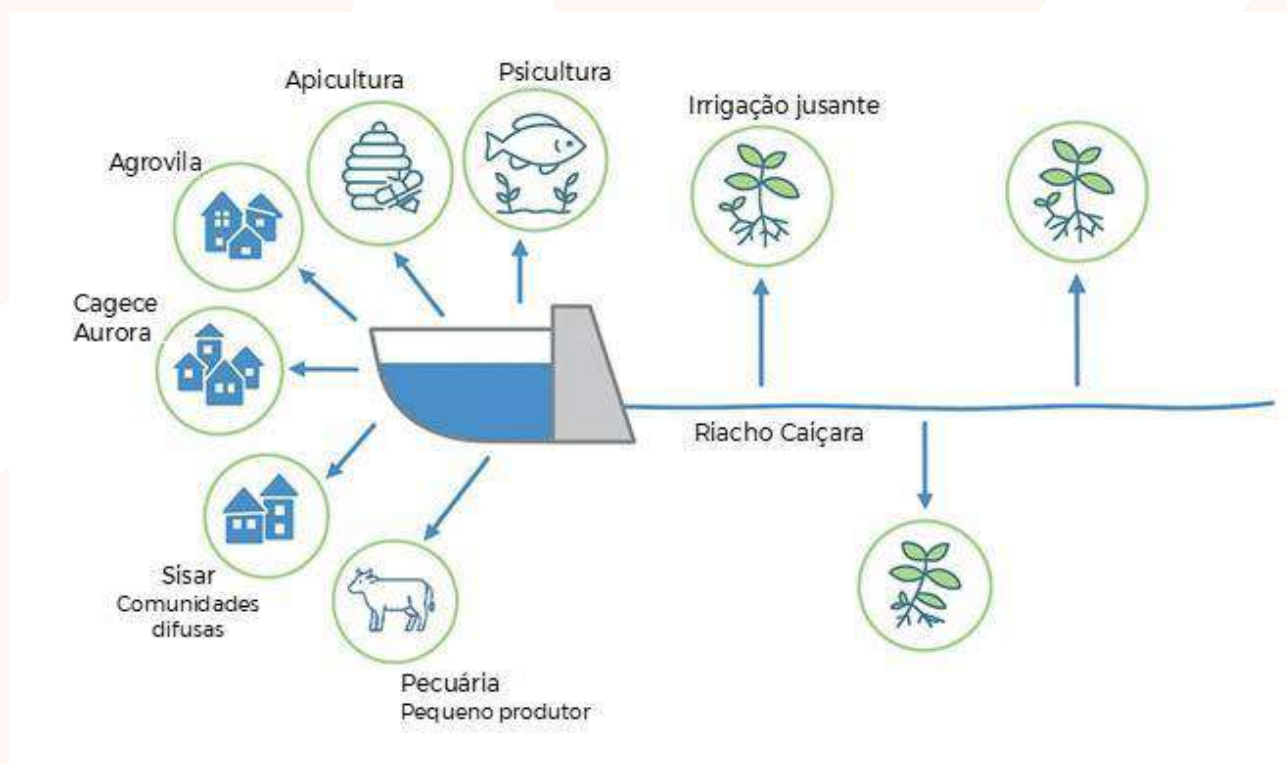 Psicultura
Apicultura
Irrigação jusante
Agrovila
Cagece
Aurora
Riacho Caiçara
Sisar
Comunidades
difusas
Pecuária
Pequeno produtor